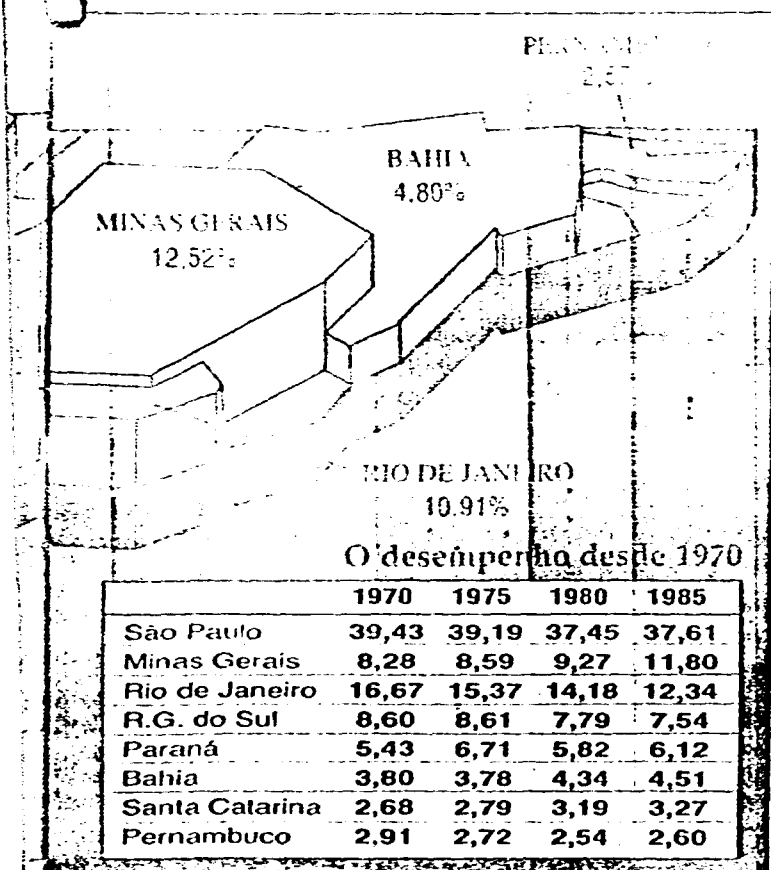 BAHIA
4.80%
MINAS GERAIS
12,52%
RIO DE JANEIRO
10.91%
O desempenho desde 1970
1970 1975 1980 1985
São Paulo 39,43 39,19 37,45 37,61
Minas Gerais 8,28 8,59 9,27 11,80
Rio de Janeiro 16,67 15,37 14,18 12,34
R.G. do Sul 8,60 8,61 7,79 7,54
Paraná 5,43 6,71 5,82 6,12
Bahia 3,80 3,78 4,34 4,51
Santa Catarina 2,68 2,79 3,19 3,27
Pernambuco 2,91 2,72 2,54 2,60